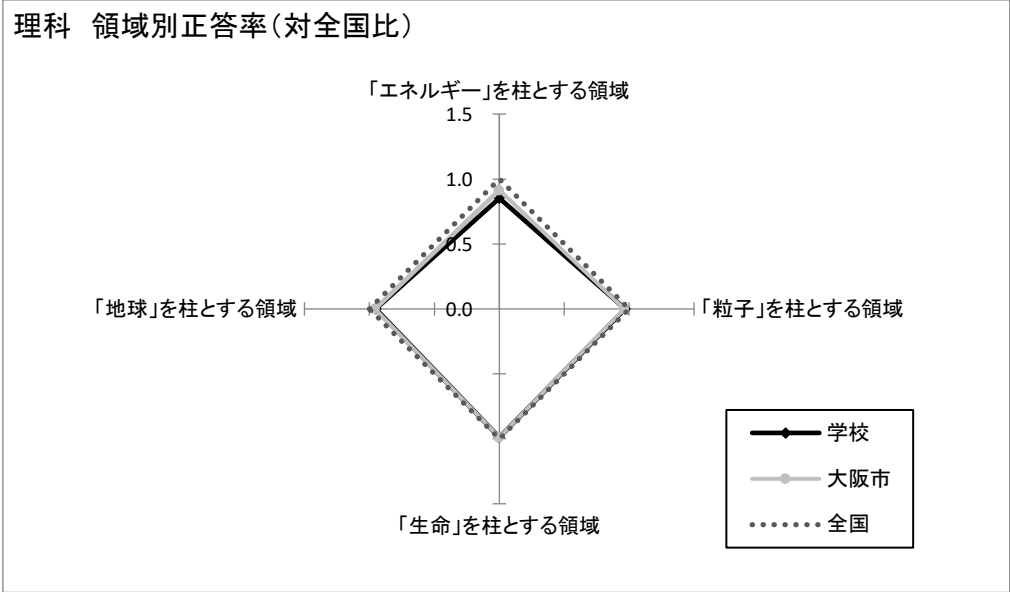 理科　領域別正答率（対全国比）
「エネルギー」を柱とする領域
1.5
1.0
0.5
0.0
「地球」を柱とする領域
「粒子」を柱とする領域
「生命」を柱とする領域
学校
大阪市
全国